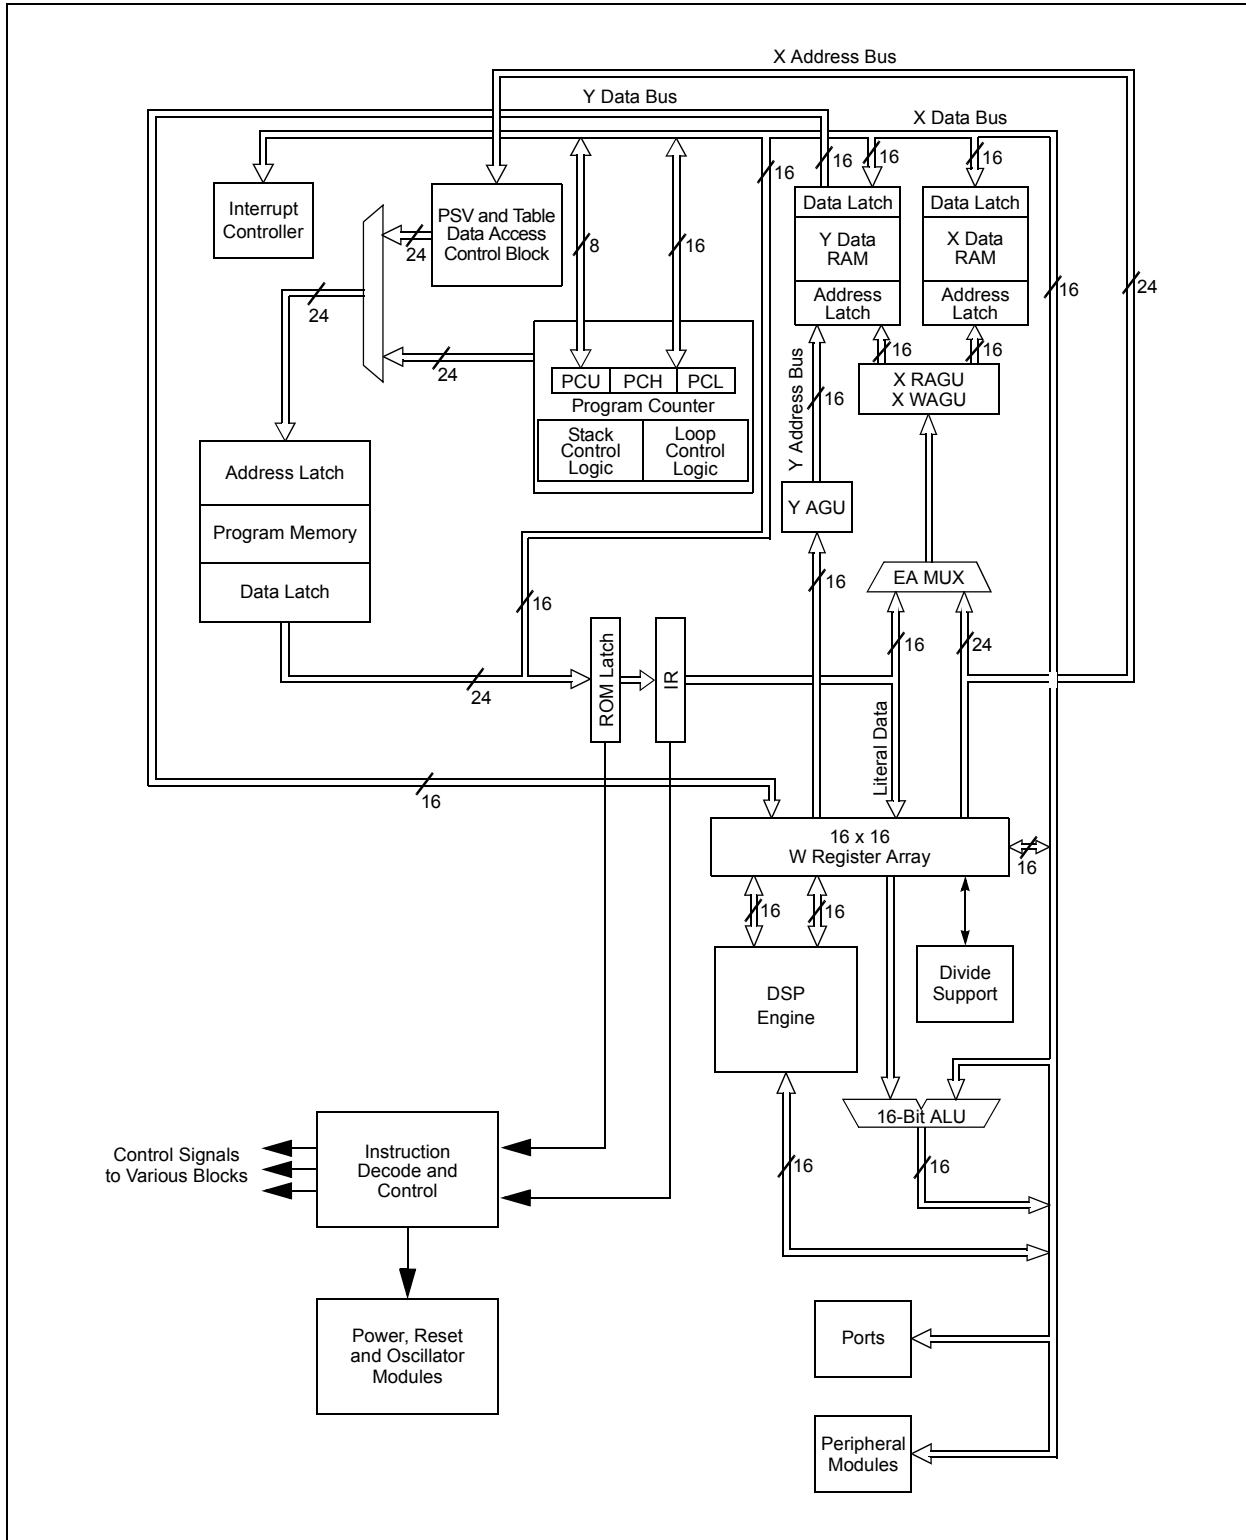 X Address Bus
Y Data Bus
X Data Bus
16
16
16
16
Interrupt
Controller
PSV and Table
Data Access
Control Block
24
8
16
Data Latch
Y Data
RAM
Address
Latch
Data Latch
X Data
RAM
Address
Latch
16
24
24
24
16
16
PCU
PCH
PCL
Program Counter
Stack
Control
Logic
Loop
Control
Logic
Y Address Bus
16
X RAGU
X WAGU
Address Latch
Program Memory
Data Latch
Y AGU
16
EA MUX
16
16
24
24
ROM Latch
IR
Literal Data
16
16 x 16
W Register Array
16
16
16
DSP
Engine
Divide
Support
16-Bit ALU
16
16
Control Signals
to Various Blocks
Instruction
Decode and
Control
Power, Reset
and Oscillator
Modules
Ports
Peripheral
Modules